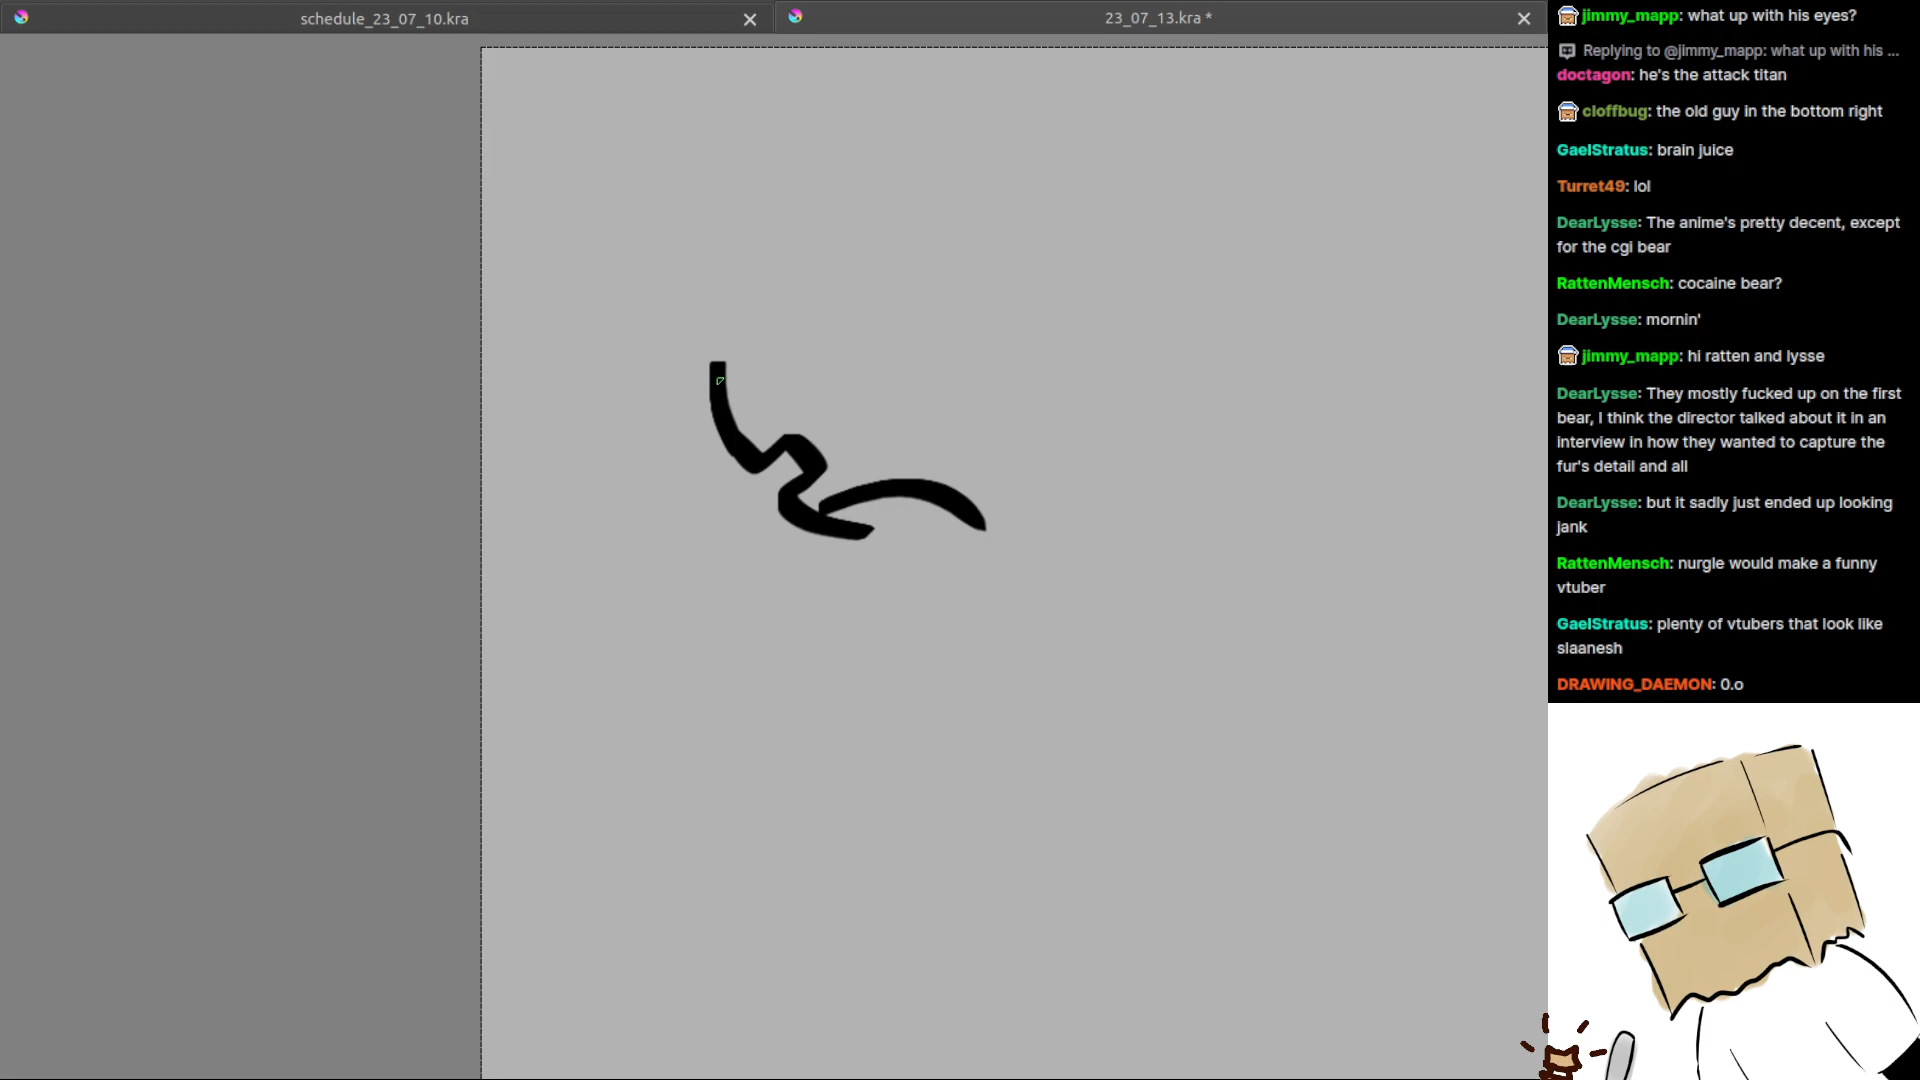 schedule_23_07_10.kra
23_07_13.kra *
jimmy_mapp: what up with his eyes?
Replying to @jimmy_mapp: what up with his ...
doctagon: he's the attack titan
cloffbug: the old guy in the bottom right
GaelStratus: brain juice
Turret49: lol
DearLysse: The anime's pretty decent, except
for the cgi bear
RattenMensch: cocaine bear?
DearLysse: mornin'
jimmy_mapp: hi ratten and lysse
DearLysse: They mostly fucked up on the first
bear, I think the director talked about it in an
interview in how they wanted to capture the
fur's detail and all
DearLysse: but it sadly just ended up looking
jank
RattenMensch: nurgle would make a funny
vtuber
GaelStratus: plenty of vtubers that look like
slaanesh
DRAWING_DAEMON: 0.o